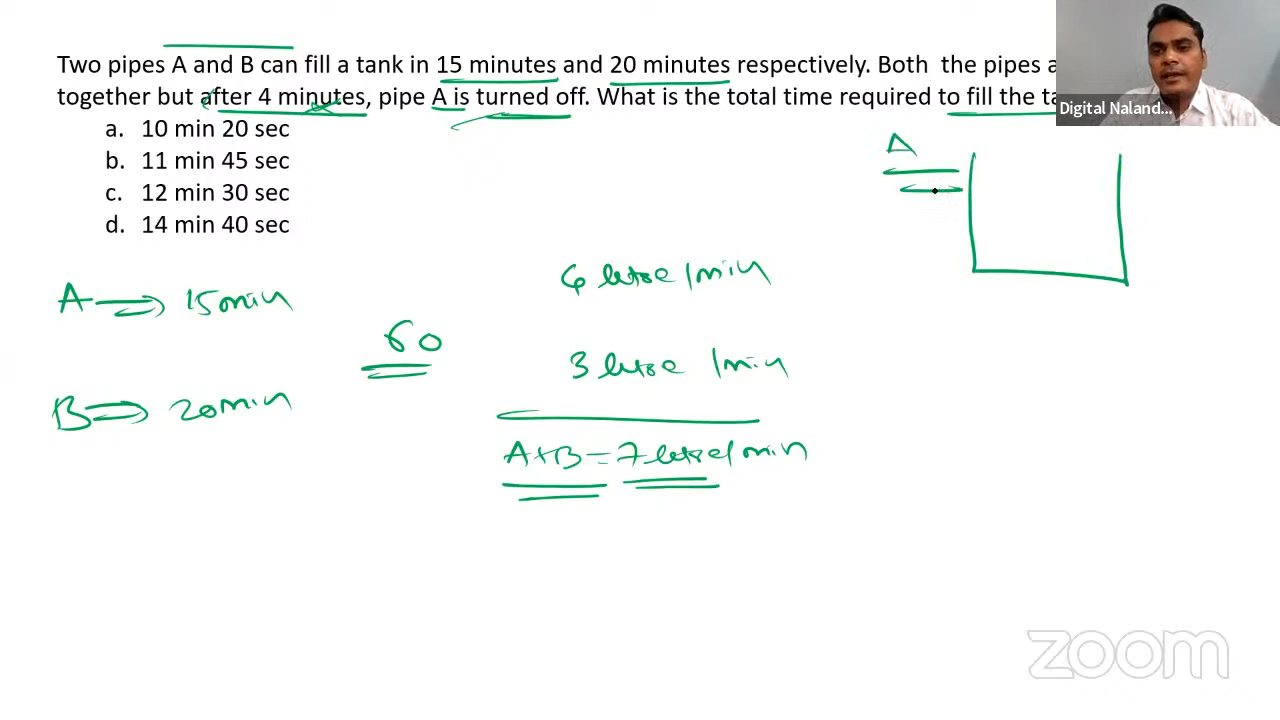 Two pipes A and B can fill a tank in 15 minutes and 20 minutes respectively. Both the pipes a
together but after 4 minutes, pipe A is turned off. What is the total time required to fill the ta
Digital Naland...
a. 10 min 20 sec
b. 11 min 45 sec
c. 12 min 30 sec
d. 14 min 40 sec
A
4 litre/min
A 15min
60
3 litre/min
B 20min
A+B=7 litre/min
zoom